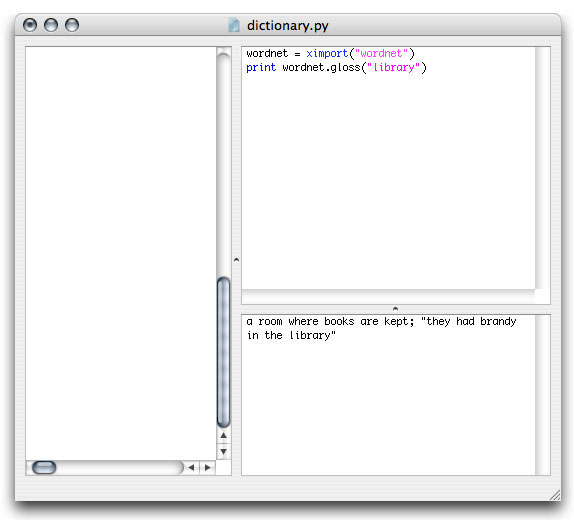 dictionary.py
wordnet = ximport("wordnet")
print wordnet.gloss("library")
a room where books are kept; "they had brandy
in the library"